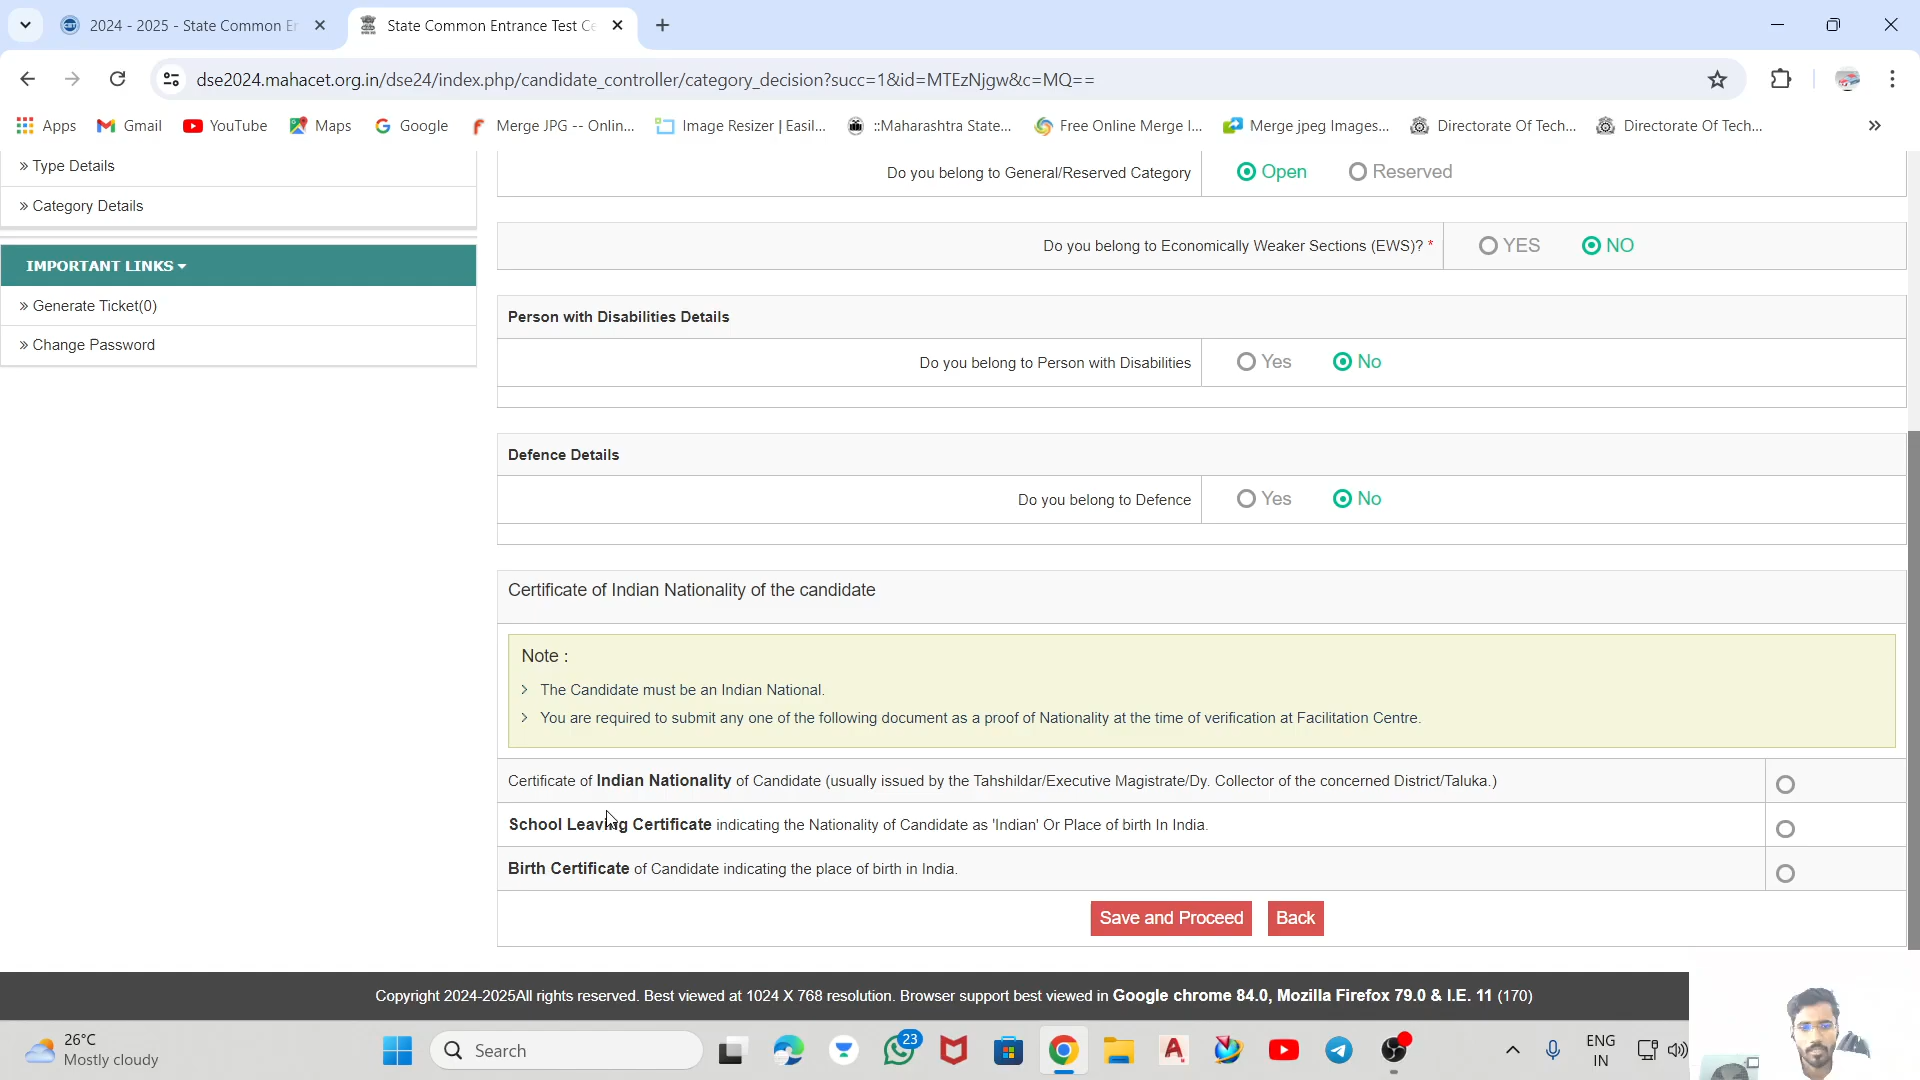 2024 - 2025 - State Common Er
State Common Entrance Test Ce
dse2024.mahacet.org.in/dse24/index.php/candidate_controller/category_decision?succ=1&id=MTEzNjgw&c=MQ==
Apps Gmail YouTube Maps Google Merge JPG -- Onlin... Image Resizer | Easil... ::Maharashtra State... Free Online Merge I... Merge jpeg Images... Directorate Of Tech... Directorate Of Tech... »
» Type Details
» Category Details
IMPORTANT LINKS
» Generate Ticket(0)
» Change Password
Do you belong to General/Reserved Category Open Reserved
Do you belong to Economically Weaker Sections (EWS)? * YES NO
Person with Disabilities Details
Do you belong to Person with Disabilities Yes No
Defence Details
Do you belong to Defence Yes No
Certificate of Indian Nationality of the candidate
Note :
The Candidate must be an Indian National.
You are required to submit any one of the following document as a proof of Nationality at the time of verification at Facilitation Centre.
Certificate of Indian Nationality of Candidate (usually issued by the Tahshildar/Executive Magistrate/Dy. Collector of the concerned District/Taluka.)
School Leaving Certificate indicating the Nationality of Candidate as 'Indian' Or Place of birth In India.
Birth Certificate of Candidate indicating the place of birth in India.
Save and Proceed Back
Copyright 2024-2025All rights reserved. Best viewed at 1024 X 768 resolution. Browser support best viewed in Google chrome 84.0, Mozilla Firefox 79.0 & I.E. 11 (170)
26°C
Mostly cloudy
Search
23
ENG
IN